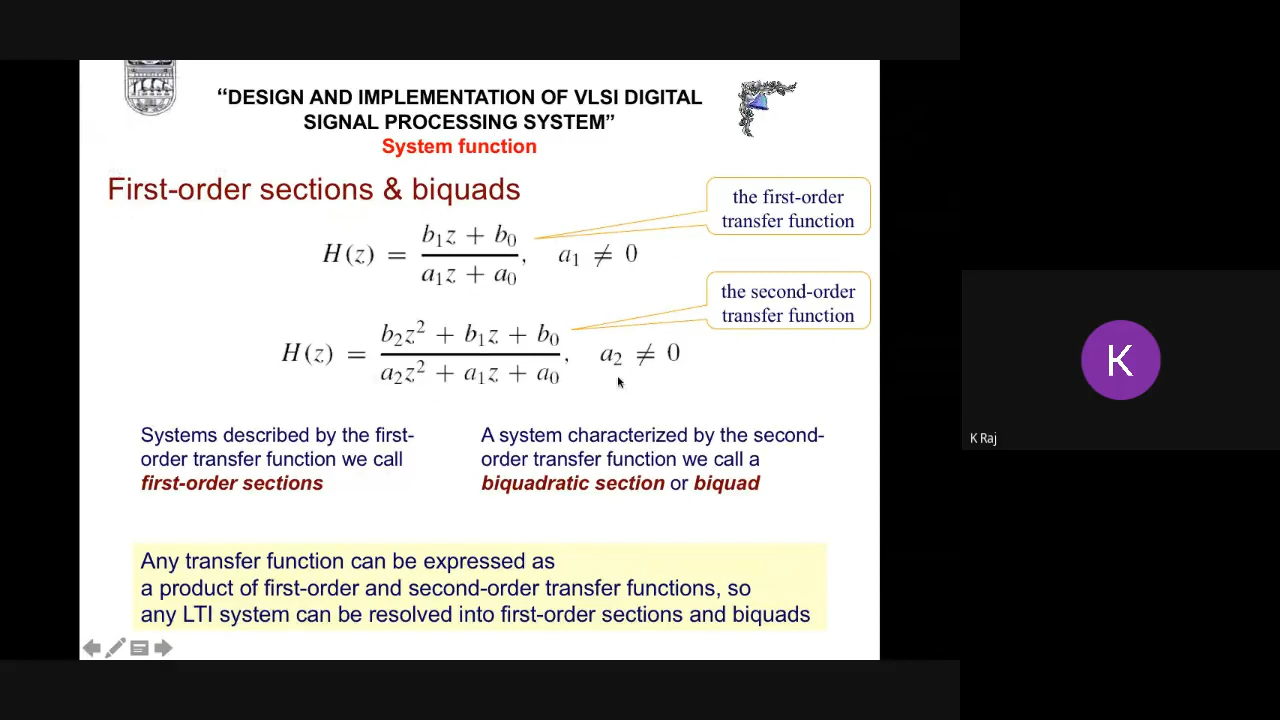 “DESIGN AND IMPLEMENTATION OF VLSI DIGITAL
SIGNAL PROCESSING SYSTEM”
System function
First-order sections & biquads
the first-order
transfer function
H(z) = (b₁z + b₀) / (a₁z + a₀), a₁ ≠ 0
the second-order
transfer function
H(z) = (b₂z² + b₁z + b₀) / (a₂z² + a₁z + a₀), a₂ ≠ 0
Systems described by the first-
order transfer function we call
first-order sections
A system characterized by the second-
order transfer function we call a
biquadratic section or biquad
Any transfer function can be expressed as
a product of first-order and second-order transfer functions, so
any LTI system can be resolved into first-order sections and biquads
K
K Raj